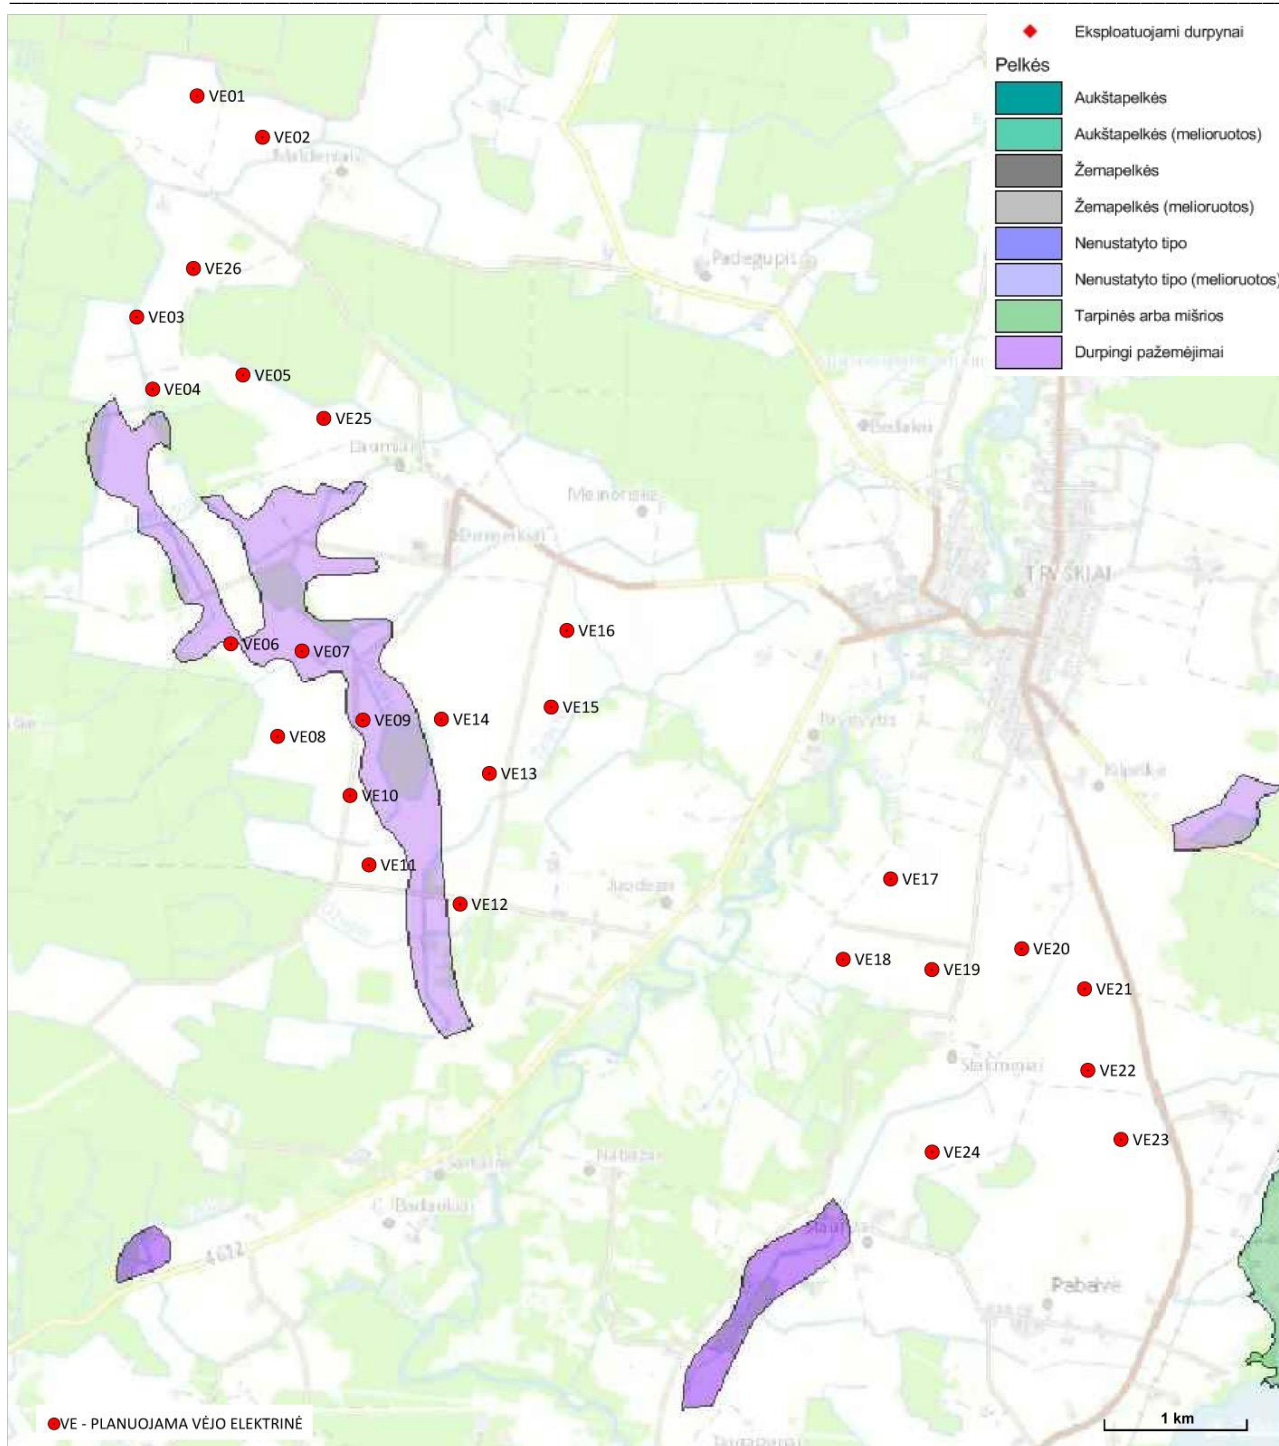 Eksploatuojami durpynai
Pelkės
Aukštapelkės
Aukštapelkės (melioruotos)
Žemapelkės
Žemapelkės (melioruotos)
Nenustatyto tipo
Nenustatyto tipo (melioruotos)
Tarpinės arba mišrios
Durpingi pažemėjimai
VE01
VE02
VE26
Padegupis
VE03
VE05
VE04
VE25
TRYŠKIAI
VE16
VE06
VE07
VE15
VE09
VE14
VE08
VE13
VE10
VE11
VE17
VE12
VE20
VE18
VE19
VE21
VE22
VE23
VE24
4612
1 km
VE - PLANUOJAMA VĖJO ELEKTRINĖ